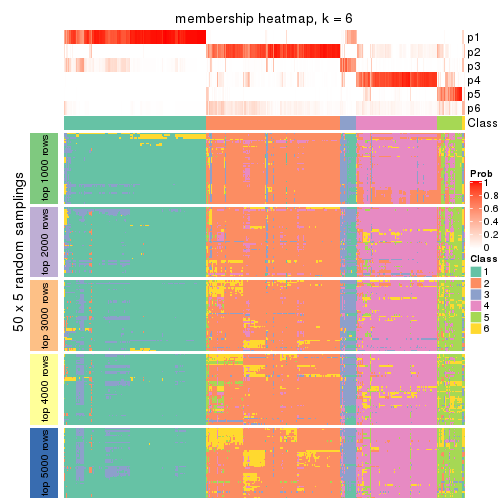 membership heatmap, k = 6
p1
p2
p3
p4
p5
p6
Class
50 x 5 random samplings
top 1000 rows
top 2000 rows
top 3000 rows
top 4000 rows
top 5000 rows
Prob
1
0.8
0.6
0.4
0.2
0
Class
1
2
3
4
5
6